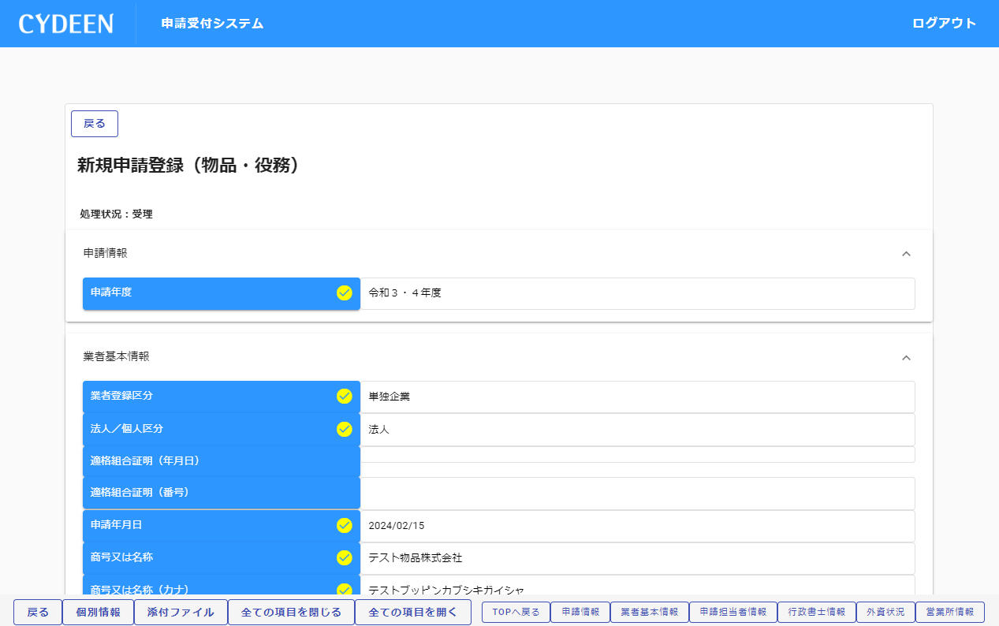 CYDEEN 申請受付システム ログアウト
戻る
新規申請登録（物品・役務）
処理状況：受理
申請情報
申請年度 令和３・４年度
業者基本情報
業者登録区分 単独企業
法人／個人区分 法人
適格組合証明（年月日）
適格組合証明（番号）
申請年月日 2024/02/15
商号又は名称 テスト物品株式会社
商号又は名称（カナ） テストブッピンカブシキガイシャ
戻る 個別情報 添付ファイル 全ての項目を閉じる 全ての項目を開く TOPへ戻る 申請情報 業者基本情報 申請担当者情報 行政書士情報 外資状況 営業所情報